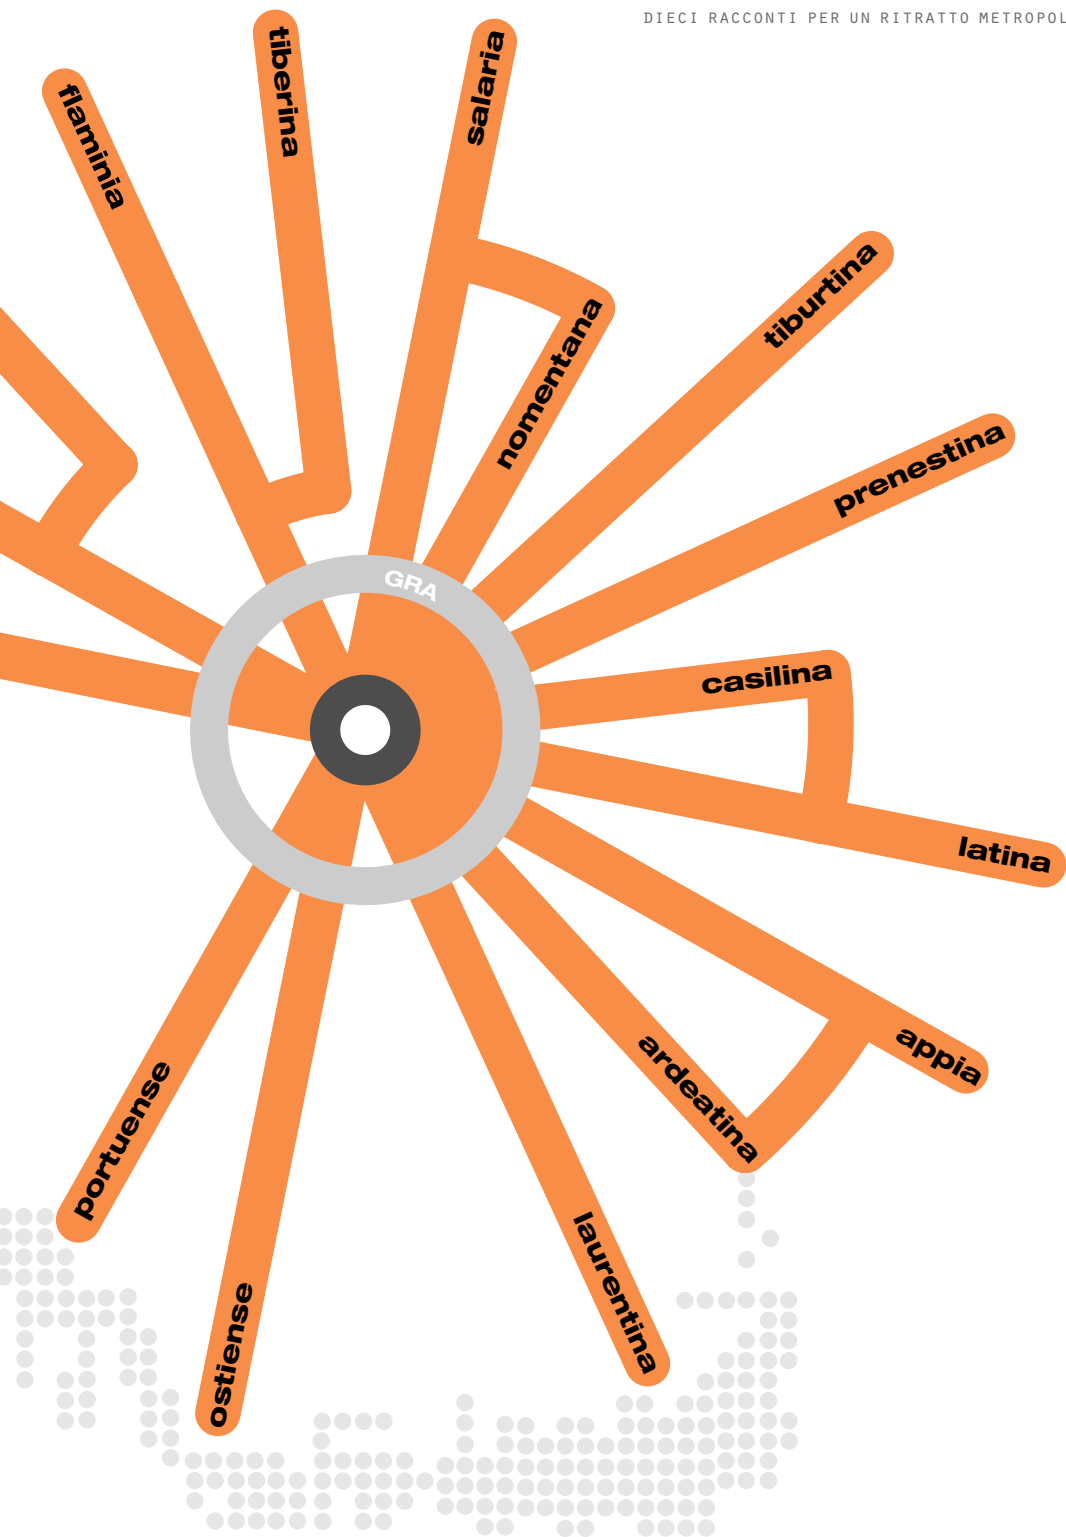 DIECI RACCONTI PER UN RITRATTO METROPOL
flaminia
tiberina
salaria
nomentana
tiburtina
prenestina
GRA
casilina
latina
appia
ardeatina
laurentina
ostiense
portuense